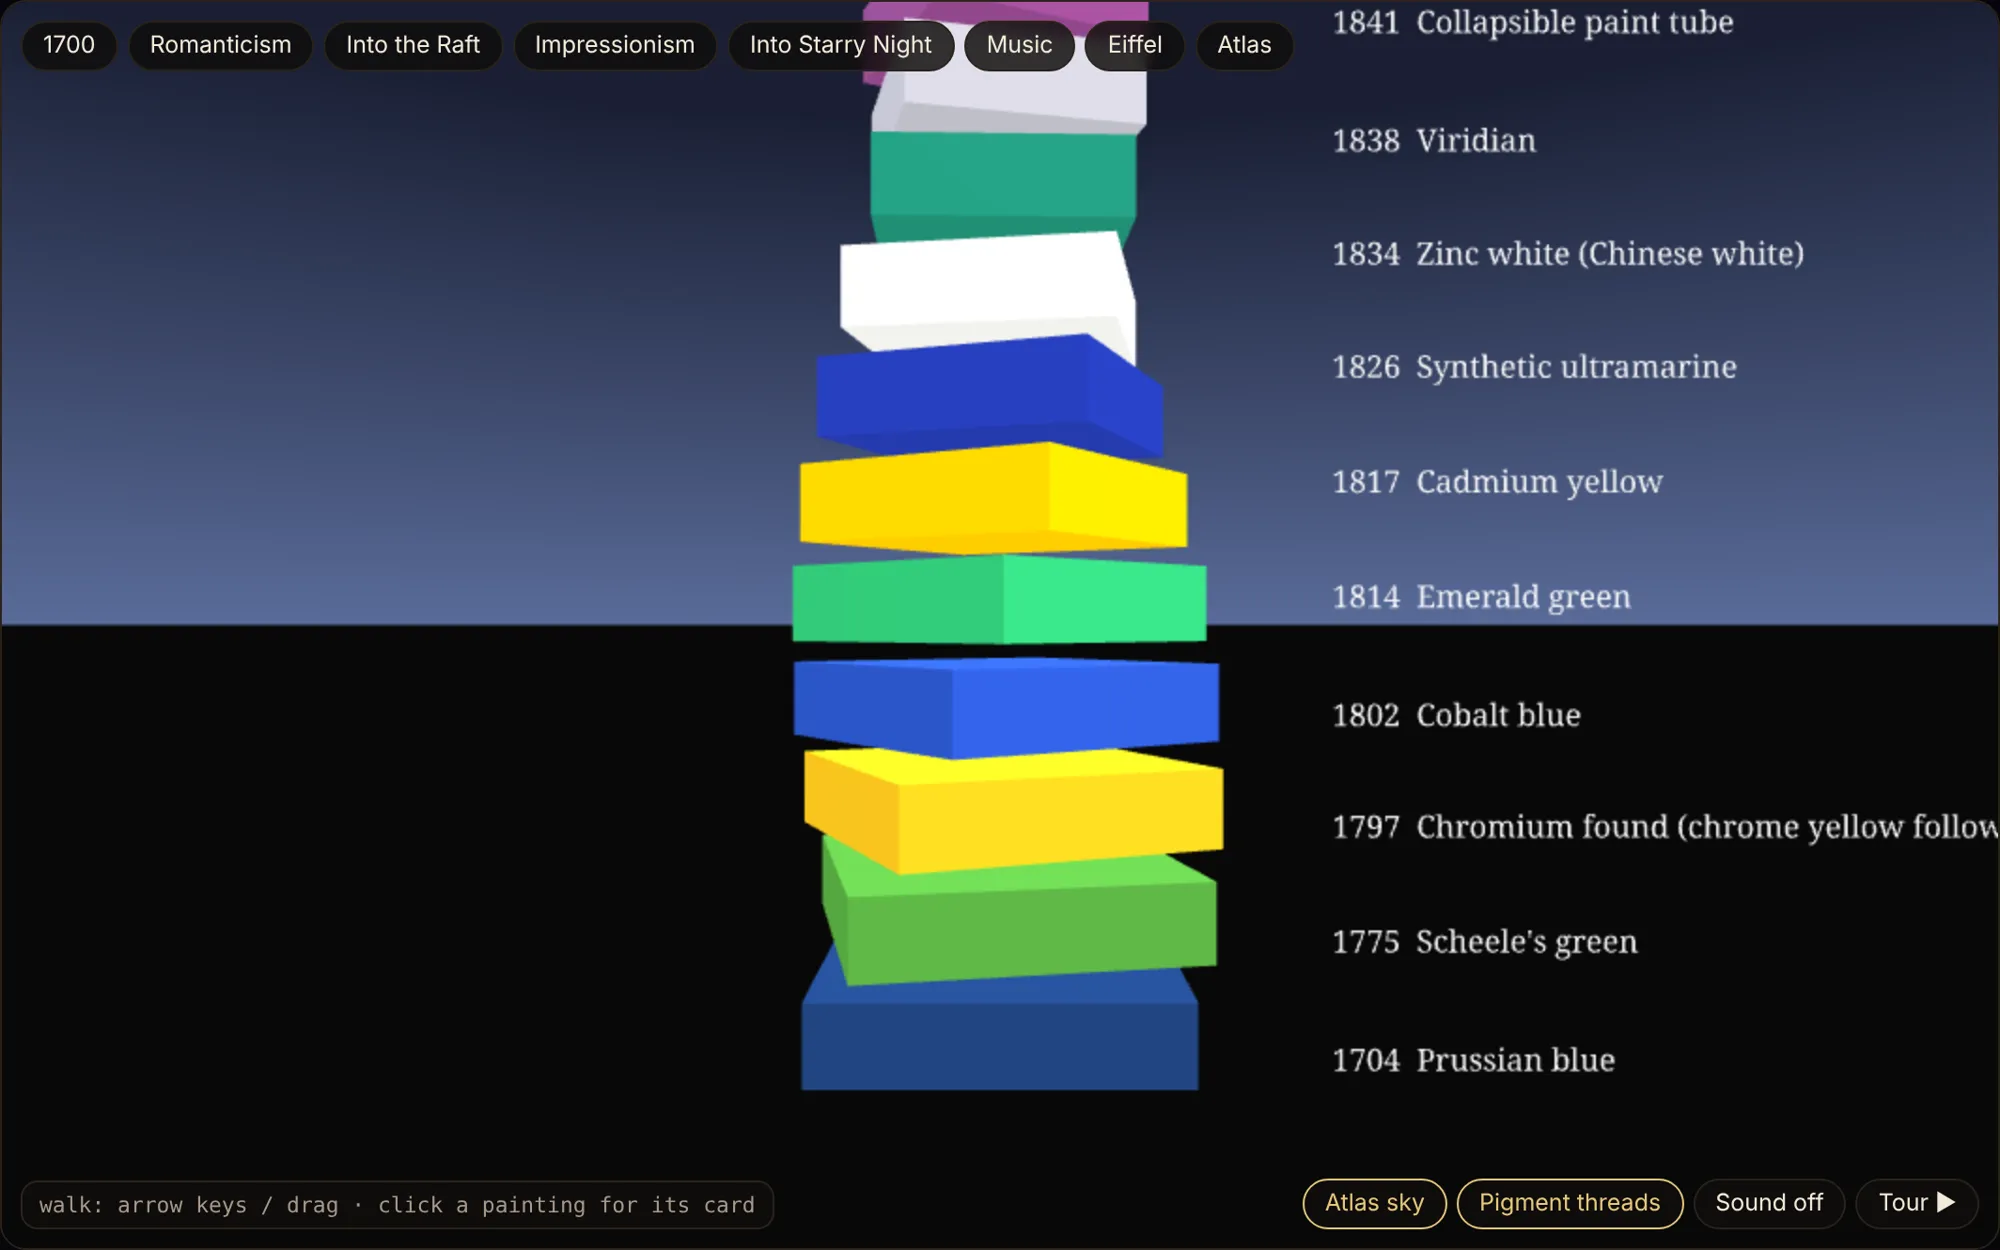 1700 Romanticism Into the Raft Impressionism Into Starry Night Music Eiffel Atlas
1841 Collapsible paint tube
1838 Viridian
1834 Zinc white (Chinese white)
1826 Synthetic ultramarine
1817 Cadmium yellow
1814 Emerald green
1802 Cobalt blue
1797 Chromium found (chrome yellow follow
1775 Scheele's green
1704 Prussian blue
walk: arrow keys / drag · click a painting for its card
Atlas sky Pigment threads Sound off Tour ▶